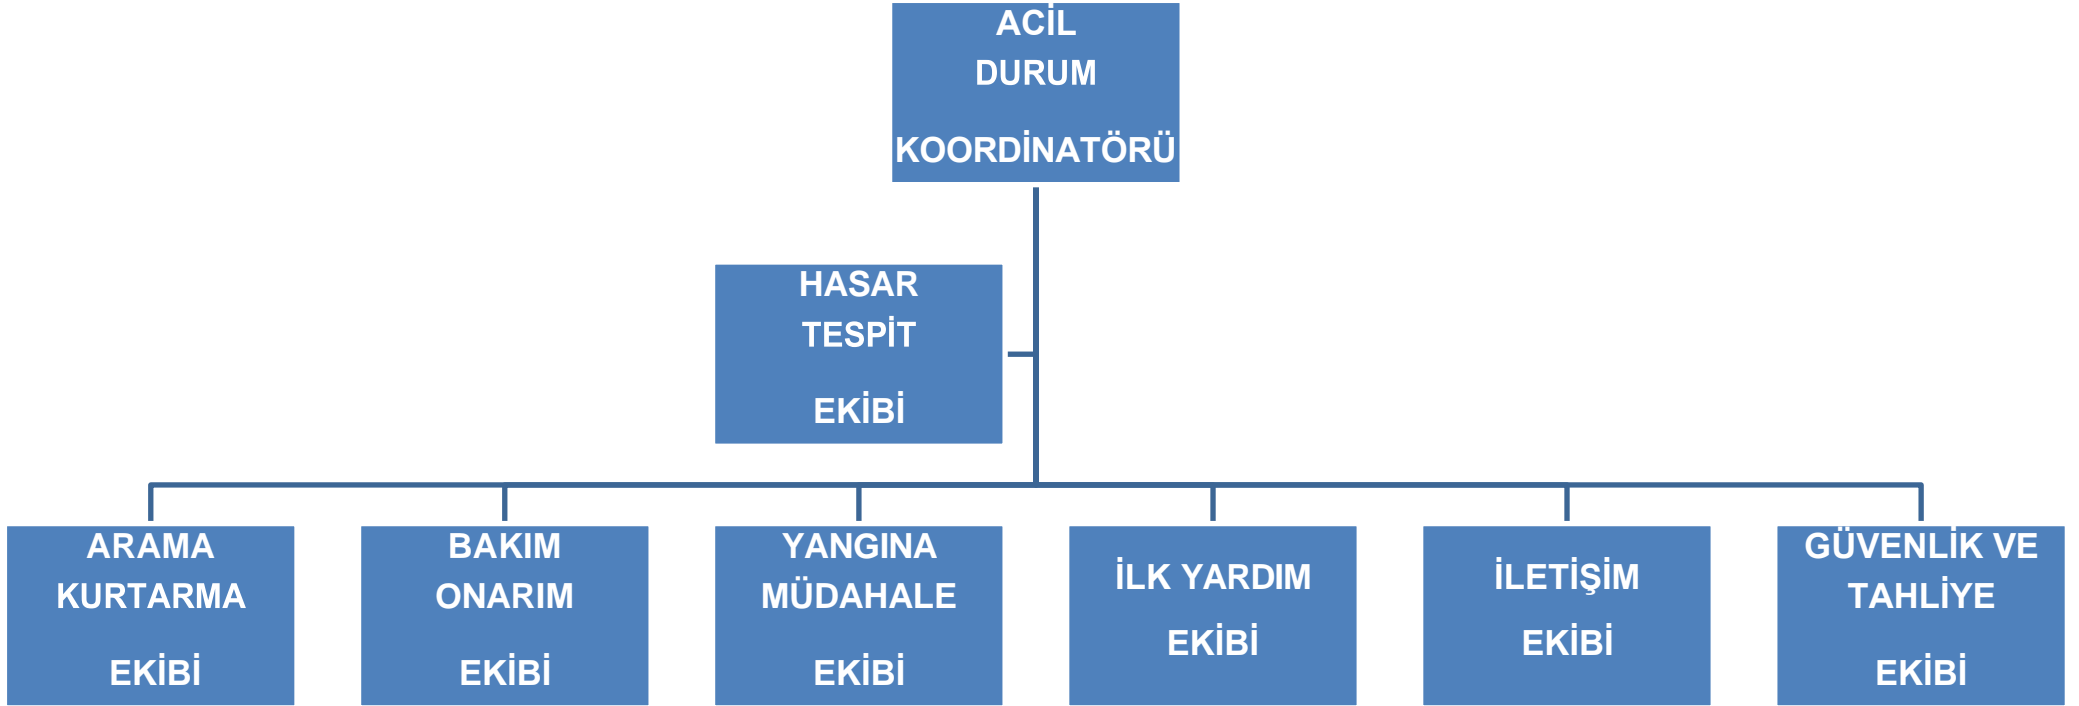 ACİL
DURUM
KOORDİNATÖRÜ
HASAR
TESPİT
EKİBİ
ARAMA
KURTARMA
EKİBİ
BAKIM
ONARIM
EKİBİ
YANGINA
MÜDAHALE
EKİBİ
İLK YARDIM
EKİBİ
İLETİŞİM
EKİBİ
GÜVENLİK VE
TAHLİYE
EKİBİ